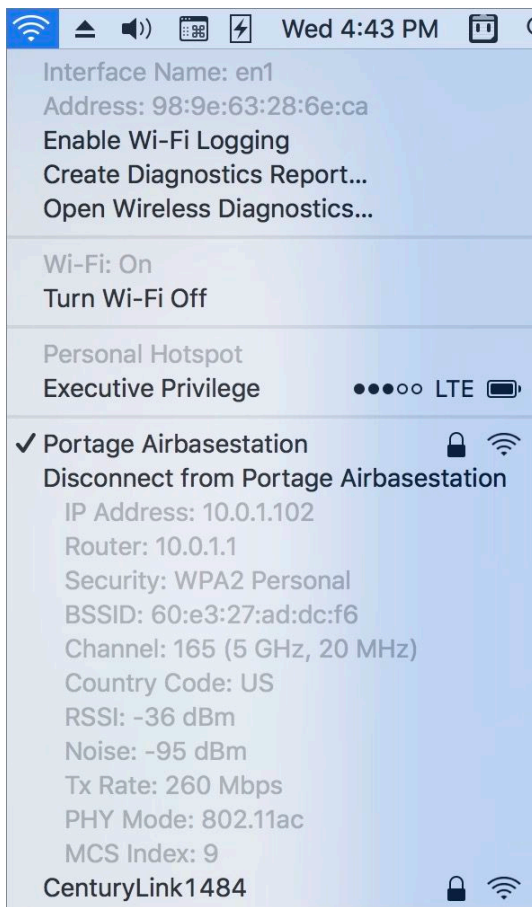 Wed 4:43 PM
Interface Name: en1
Address: 98:9e:63:28:6e:ca
Enable Wi-Fi Logging
Create Diagnostics Report...
Open Wireless Diagnostics...
Wi-Fi: On
Turn Wi-Fi Off
Personal Hotspot
Executive Privilege LTE
Portage Airbasestation
Disconnect from Portage Airbasestation
IP Address: 10.0.1.102
Router: 10.0.1.1
Security: WPA2 Personal
BSSID: 60:e3:27:ad:dc:f6
Channel: 165 (5 GHz, 20 MHz)
Country Code: US
RSSI: -36 dBm
Noise: -95 dBm
Tx Rate: 260 Mbps
PHY Mode: 802.11ac
MCS Index: 9
CenturyLink1484